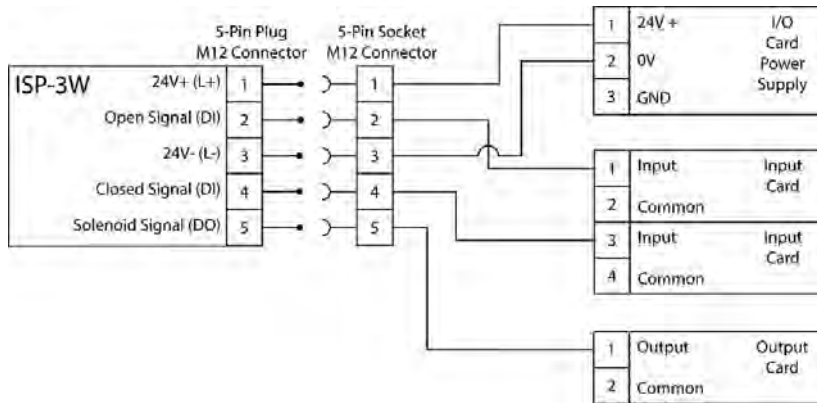 5-Pin Plug
M12 Connector
5-Pin Socket
M12 Connector
ISP-3W
24V+ (L+) 1
Open Signal (DI) 2
24V- (L-) 3
Closed Signal (DI) 4
Solenoid Signal (DO) 5
1
2
3
4
5
1 24V +
2 0V
3 GND
I/O
Card
Power
Supply
1 Input
2 Common
Input
Card
3 Input
4 Common
Input
Card
1 Output
2 Common
Output
Card